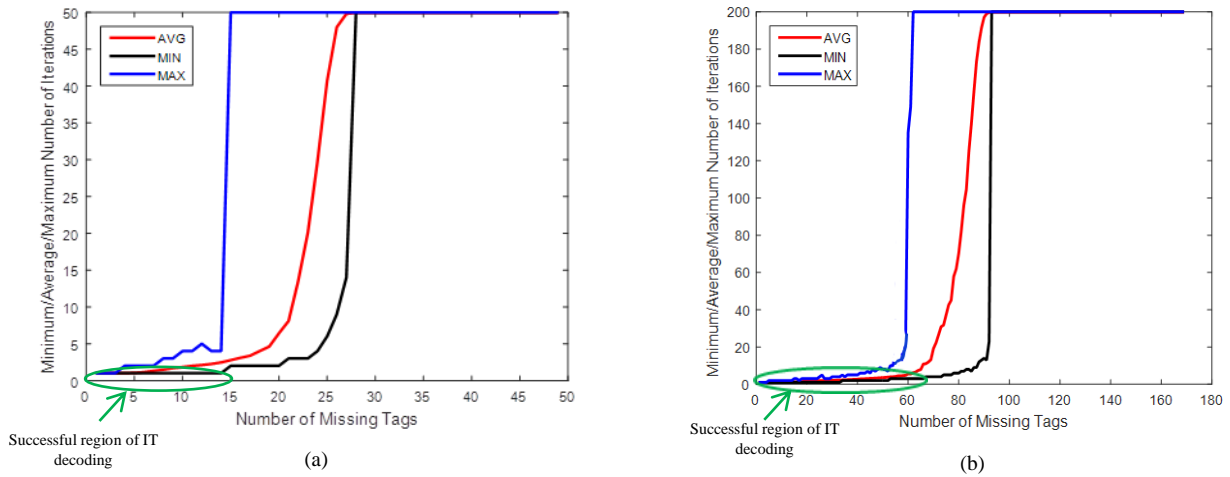 50
45
40
35
30
25
20
15
10
5
0
Minimum/Average/Maximum Number of Iterations
AVG
MIN
MAX
0 5 10 15 20 25 30 35 40 45 50
Number of Missing Tags
Successful region of IT
decoding
(a)
200
180
160
140
120
100
80
60
40
20
0
Minimum/Average/Maximum Number of Iterations
AVG
MIN
MAX
0 20 40 60 80 100 120 140 160 180
Number of Missing Tags
Successful region of IT
decoding
(b)